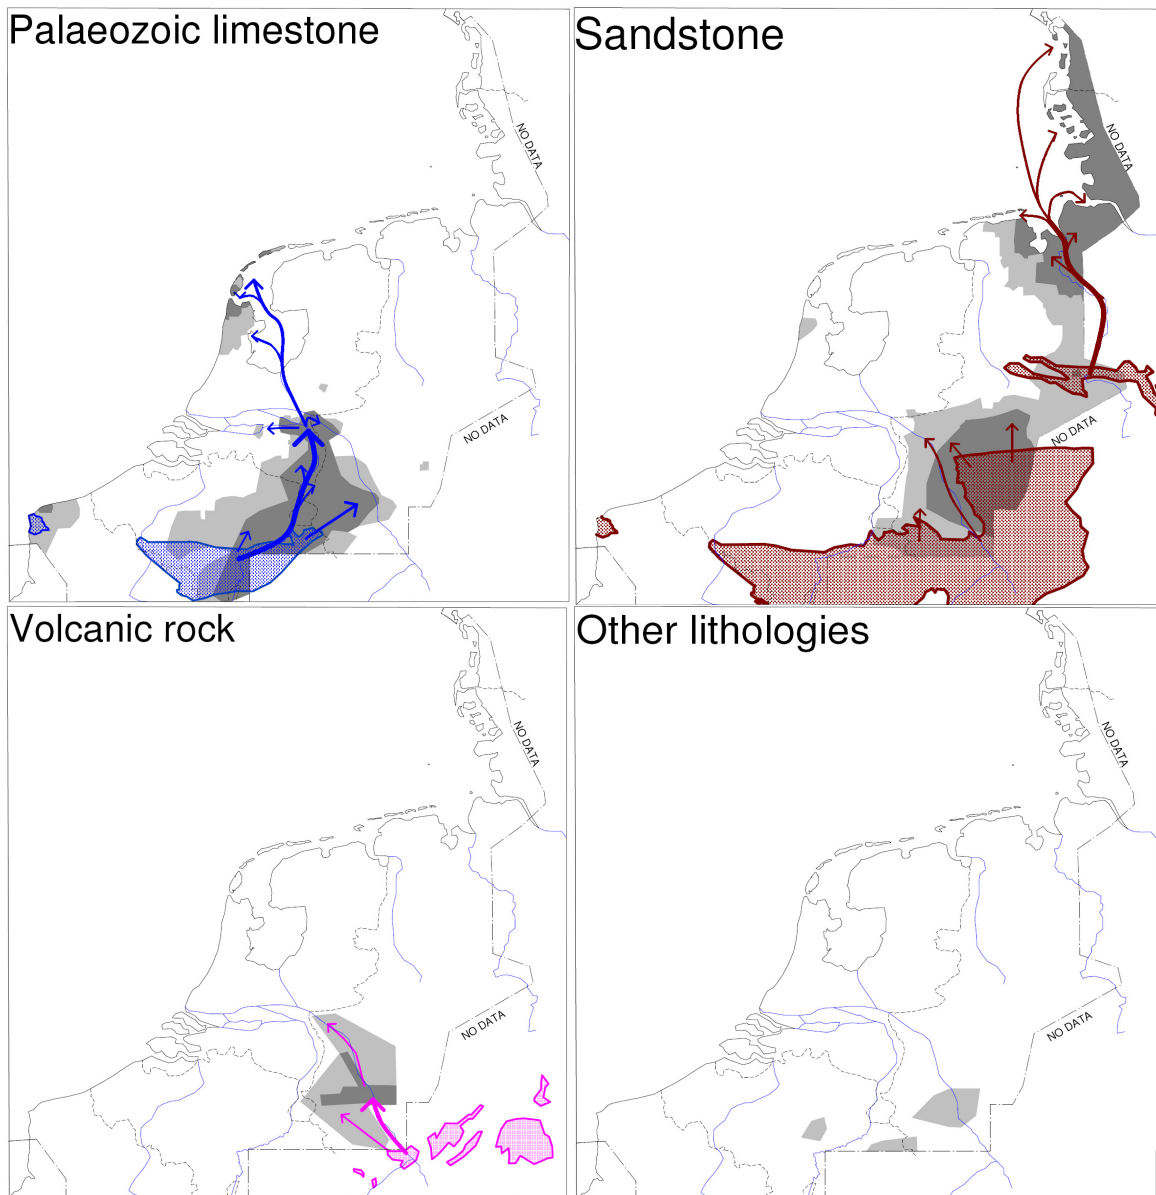 Palaeozoic limestone
Sandstone
NO DATA
NO DATA
NO DATA
NO DATA
Volcanic rock
Other lithologies
NO DATA
NO DATA
NO DATA
NO DATA